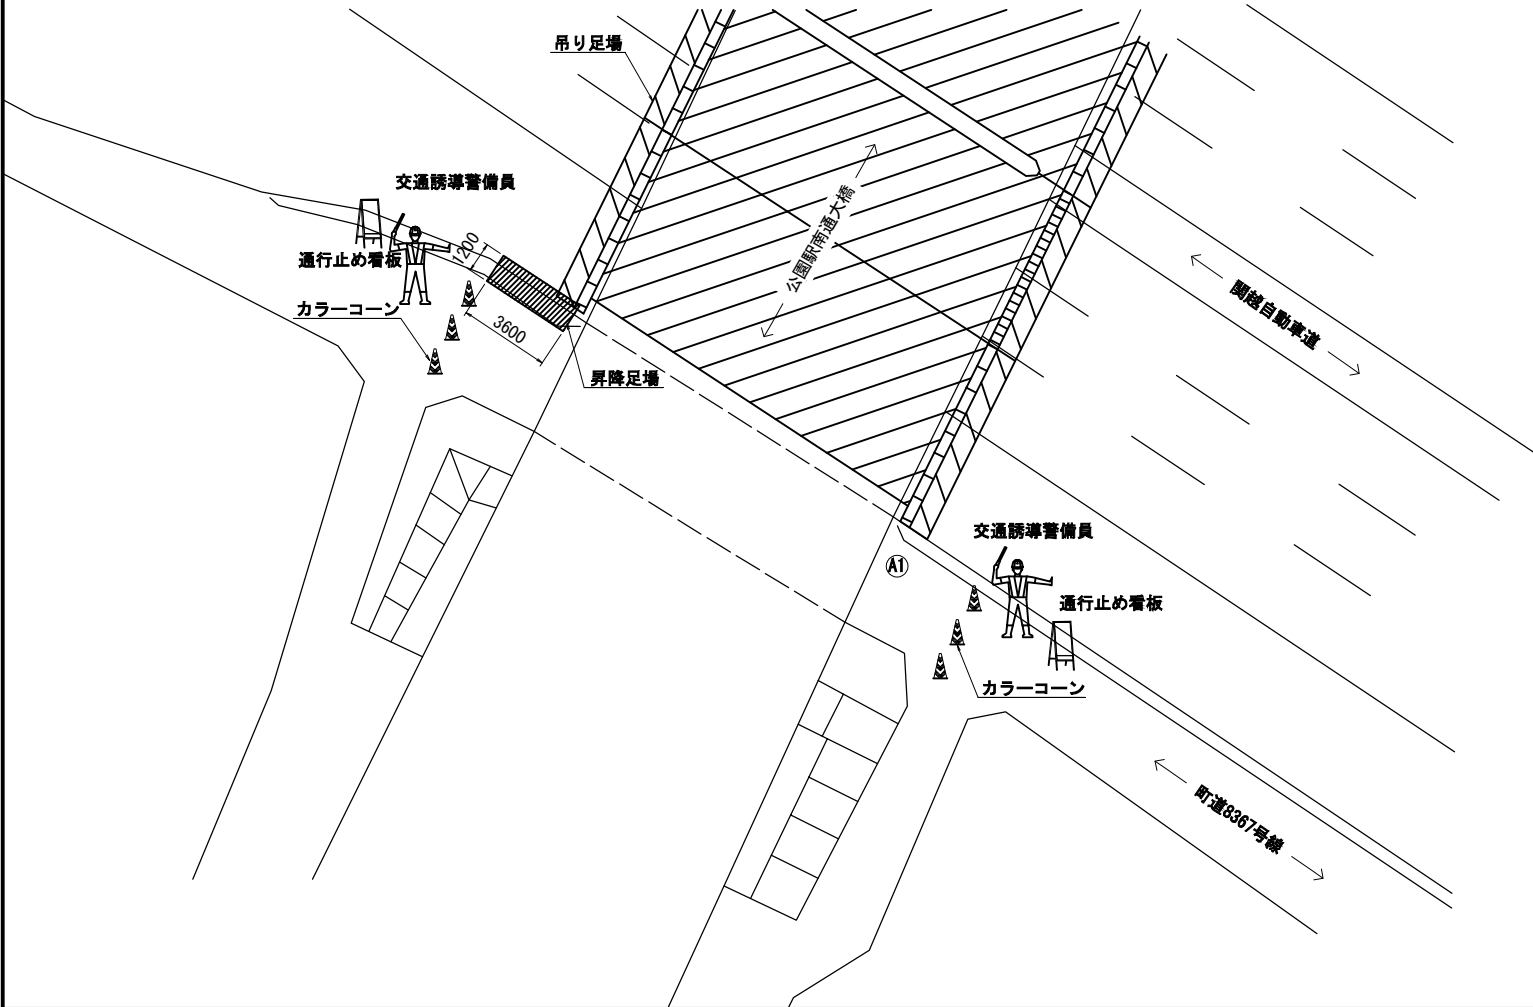 吊り足場
交通誘導警備員
通行止め看板
1200
カラーコーン
3600
昇降足場
公園駅南通大橋
関越自動車道
交通誘導警備員
A1
通行止め看板
カラーコーン
町道8367号線